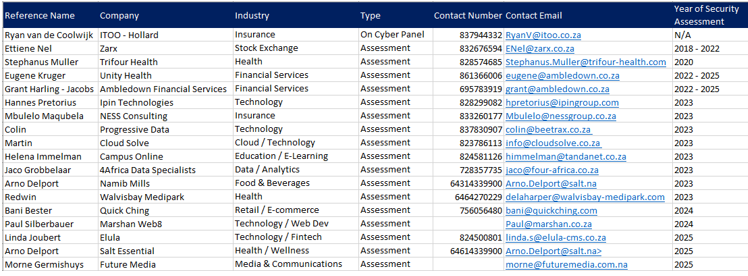 Reference Name Company Industry Type Contact Number Contact Email Year of Security Assessment
Ryan van de Coolwijk ITOO - Hollard Insurance On Cyber Panel 837944332 RyanV@itoo.co.za N/A
Ettiene Nel Zarx Stock Exchange Assessment 832676594 ENel@zarx.co.za 2018 - 2022
Stephanus Muller Trifour Health Health Assessment 828574685 Stephanus.Muller@trifour-health.com 2020
Eugene Kruger Unity Health Financial Services Assessment 861366006 eugene@ambledown.co.za 2022 - 2025
Grant Harling - Jacobs Ambledown Financial Services Financial Services Assessment 695783919 grant@ambledown.co.za 2022 - 2025
Hannes Pretorius Ipin Technologies Technology Assessment 828299082 hpretorius@ipingroup.com 2023
Mbulelo Maqubela NESS Consulting Insurance Assessment 833260177 Mbulelo@nessgroup.co.za 2023
Colin Progressive Data Technology Assessment 837830907 colin@beetrax.co.za 2023
Martin Cloud Solve Cloud / Technology Assessment 823786113 info@cloudsolve.co.za 2023
Helena Immelman Campus Online Education / E-Learning Assessment 824581126 himmelman@tandanet.co.za 2023
Jaco Grobbelaar 4Africa Data Specialists Data / Analytics Assessment 728357735 jaco@four-africa.co.za 2023
Arno Delport Namib Mills Food & Beverages Assessment 64314339900 Arno.Delport@salt.na 2023
Redwin Walvisbay Medipark Health Assessment 6464270229 delaharper@walvisbay-medipark.com 2023
Bani Bester Quick Ching Retail / E-commerce Assessment 756056480 bani@quickching.com 2024
Paul Silverbauer Marshan Web8 Technology / Web Dev Assessment Paul@marshan.co.za 2024
Linda Joubert Elula Technology / Fintech Assessment 824500801 linda.s@elula-cms.co.za 2025
Arno Delport Salt Essential Health / Wellness Assessment 64614339900 Arno.Delport@salt.na> 2025
Morne Germishuys Future Media Media & Communications Assessment morne@futuremedia.com.na 2025